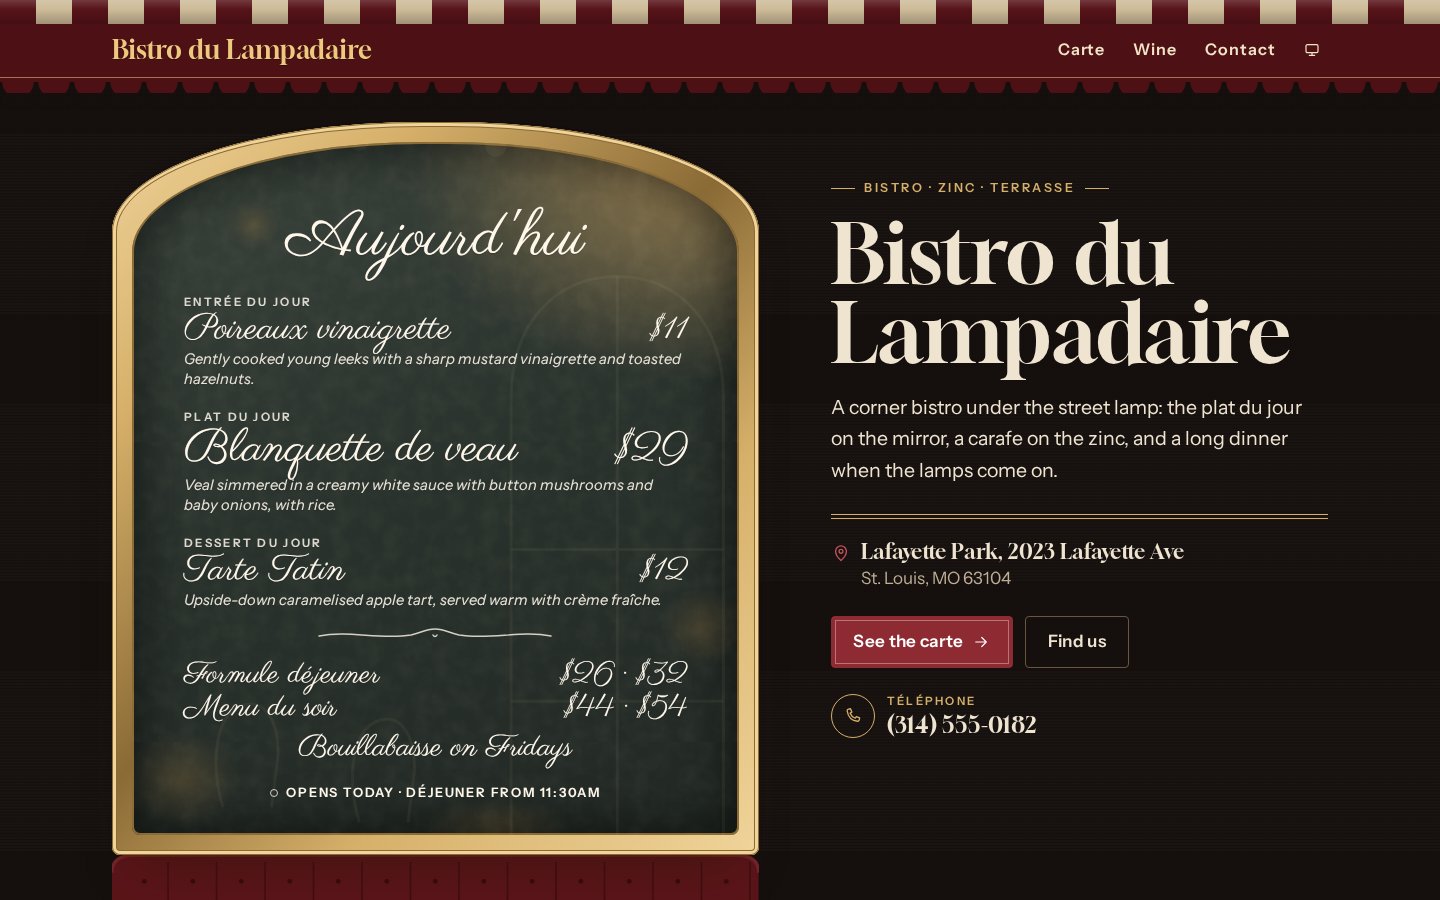 Bistro du Lampadaire
Carte Wine Contact
Aujourd'hui
ENTRÉE DU JOUR
Poireaux vinaigrette $11
Gently cooked young leeks with a sharp mustard vinaigrette and toasted
hazelnuts.
PLAT DU JOUR
Blanquette de veau $29
Veal simmered in a creamy white sauce with button mushrooms and
baby onions, with rice.
DESSERT DU JOUR
Tarte Tatin $12
Upside-down caramelised apple tart, served warm with crème fraîche.
Formule déjeuner $26 · $32
Menu du soir $44 · $54
Bouillabaisse on Fridays
OPENS TODAY · DÉJEUNER FROM 11:30AM
BISTRO · ZINC · TERRASSE
Bistro du
Lampadaire
A corner bistro under the street lamp: the plat du jour
on the mirror, a carafe on the zinc, and a long dinner
when the lamps come on.
Lafayette Park, 2023 Lafayette Ave
St. Louis, MO 63104
See the carte → Find us
TÉLÉPHONE
(314) 555-0182